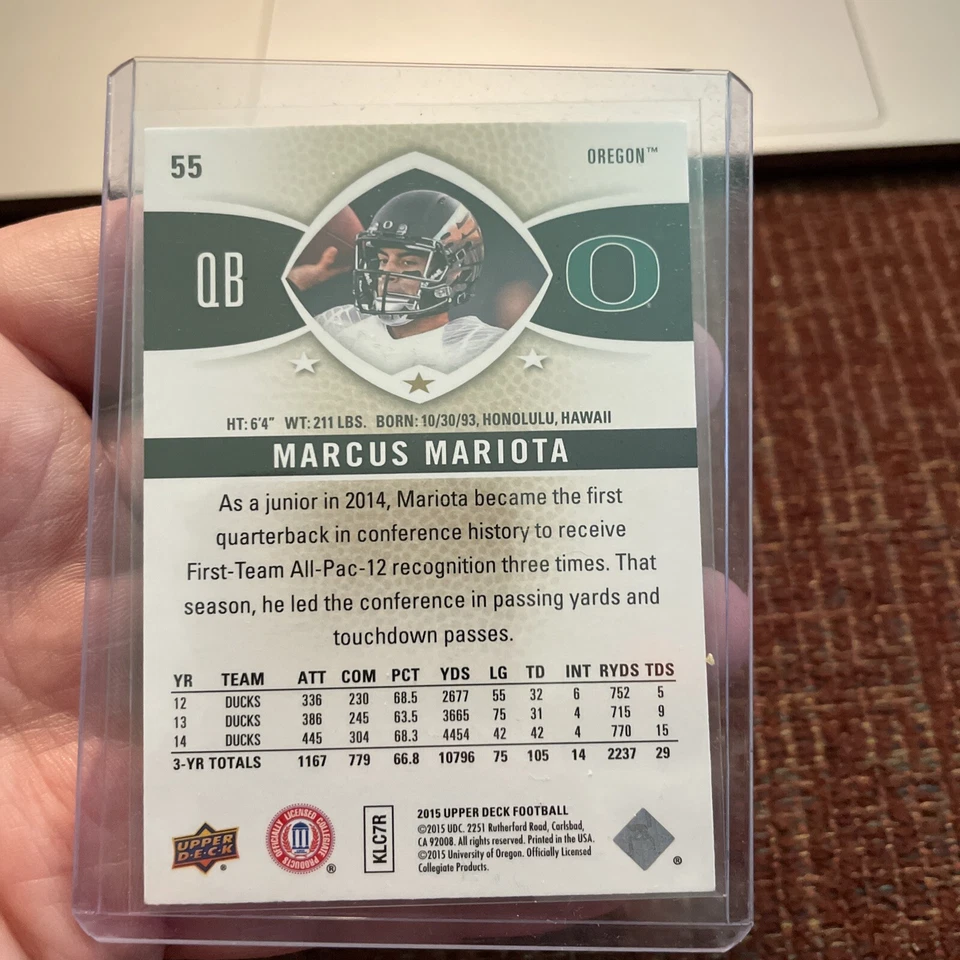 55
OREGON™
QB
O
HT: 6'4" WT: 211 LBS. BORN: 10/30/93, HONOLULU, HAWAII
MARCUS MARIOTA
As a junior in 2014, Mariota became the first
quarterback in conference history to receive
First-Team All-Pac-12 recognition three times. That
season, he led the conference in passing yards and
touchdown passes.
YR TEAM ATT COM PCT YDS LG TD INT RYDS TDS
12 DUCKS 336 230 68.5 2677 55 32 6 752 5
13 DUCKS 386 245 63.5 3665 75 31 4 715 9
14 DUCKS 445 304 68.3 4454 42 42 4 770 15
3-YR TOTALS 1167 779 66.8 10796 75 105 14 2237 29
UPPER
D·E·C·K®
OFFICIALLY LICENSED COLLEGIATE PRODUCTS ®
KLC7R
2015 UPPER DECK FOOTBALL
©2015 UDC. 2251 Rutherford Road, Carlsbad,
CA 92008. All rights reserved. Printed in the USA.
©2015 University of Oregon. Officially Licensed
Collegiate Products.
®